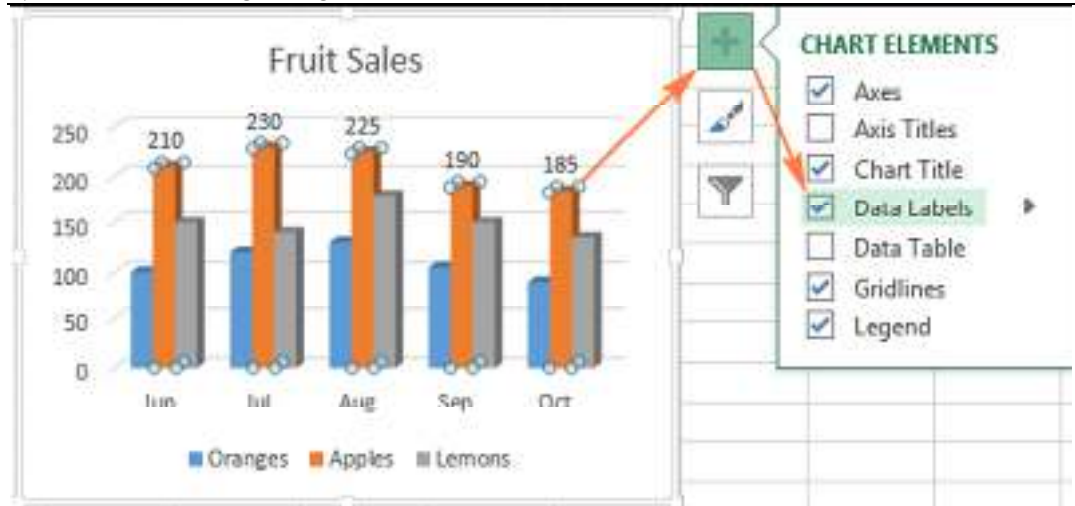 Fruit Sales
250
200
150
100
50
0
210
230
225
190
185
Jun Jul Aug Sep Oct
Oranges Apples Lemons
CHART ELEMENTS
Axes
Axis Titles
Chart Title
Data Labels
Data Table
Gridlines
Legend